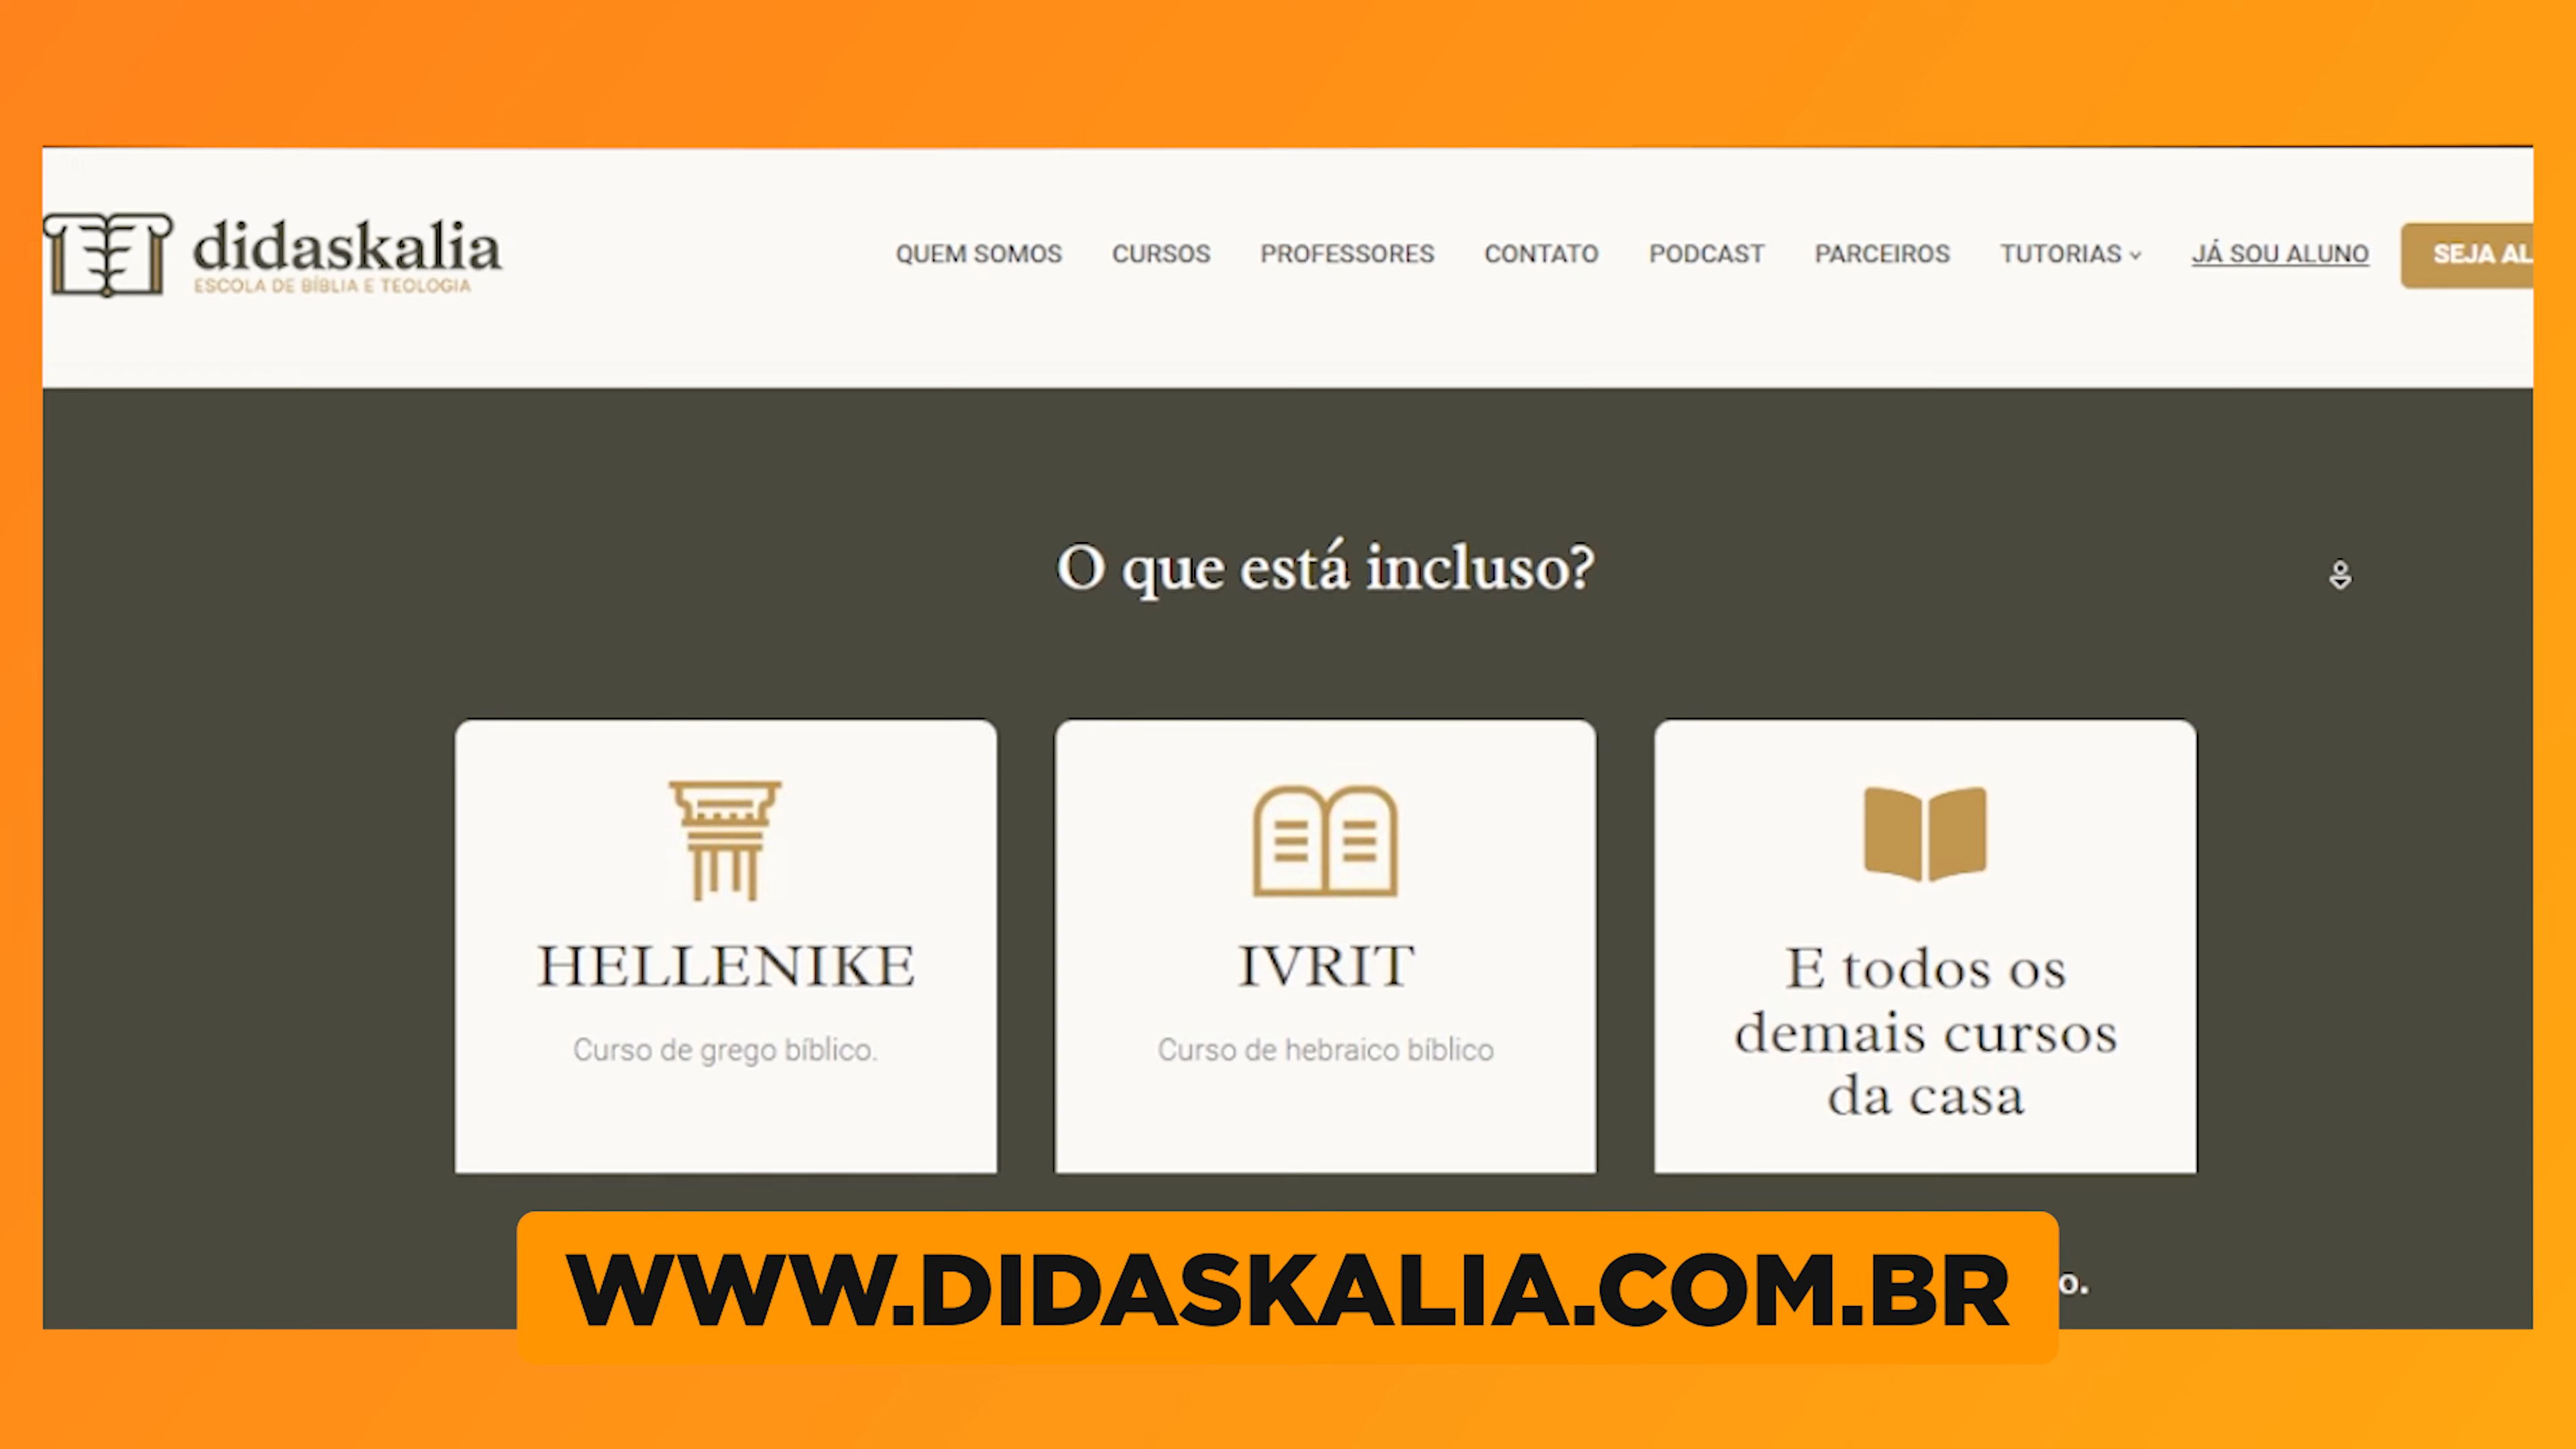 didaskalia
ESCOLA DE BÍBLIA E TEOLOGIA
QUEM SOMOS CURSOS PROFESSORES CONTATO PODCAST PARCEIROS TUTORIAS JÁ SOU ALUNO SEJA AL
O que está incluso?
HELLENIKE
Curso de grego bíblico.
IVRIT
Curso de hebraico bíblico
E todos os
demais cursos
da casa
WWW.DIDASKALIA.COM.BR
o.